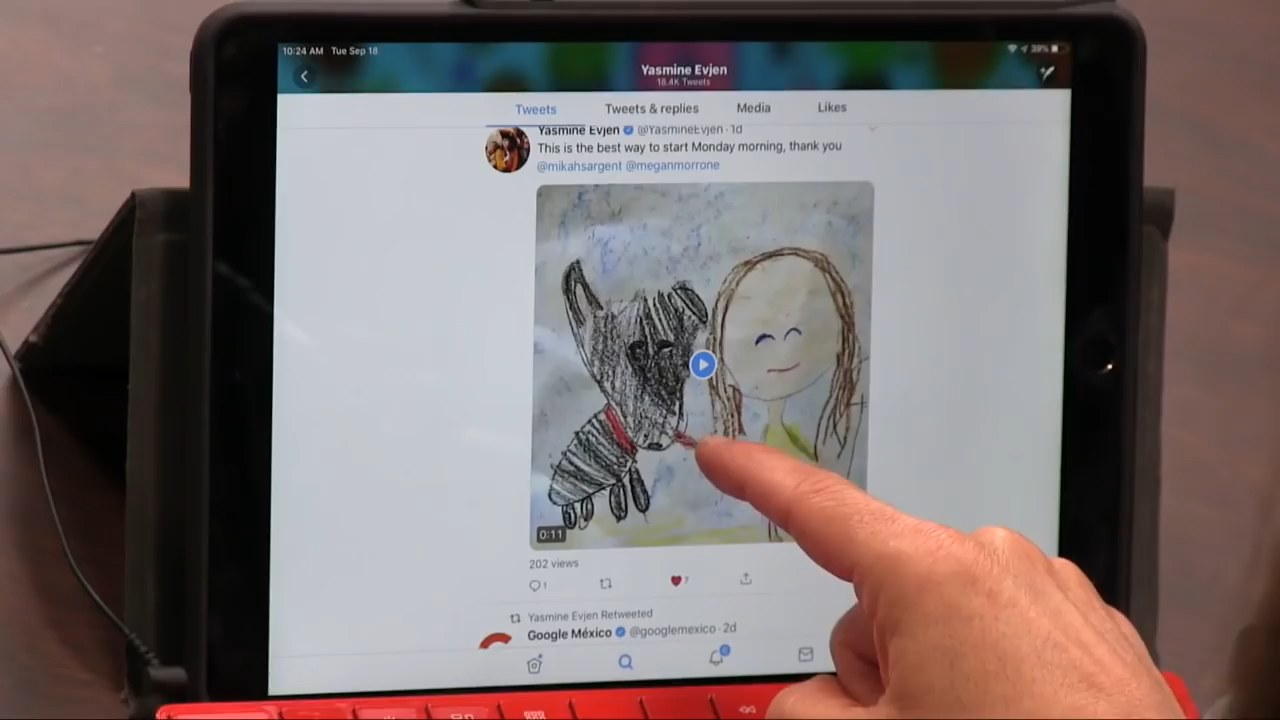 10:24 AM Tue Sep 18
39%
Yasmine Evjen
18.4K Tweets
Tweets Tweets & replies Media Likes
Yasmine Evjen @YasmineEvjen · 1d
This is the best way to start Monday morning, thank you
@mikahsargent @meganmorrone
0:11
202 views
1 7
Yasmine Evjen Retweeted
Google México @googlemexico · 2d